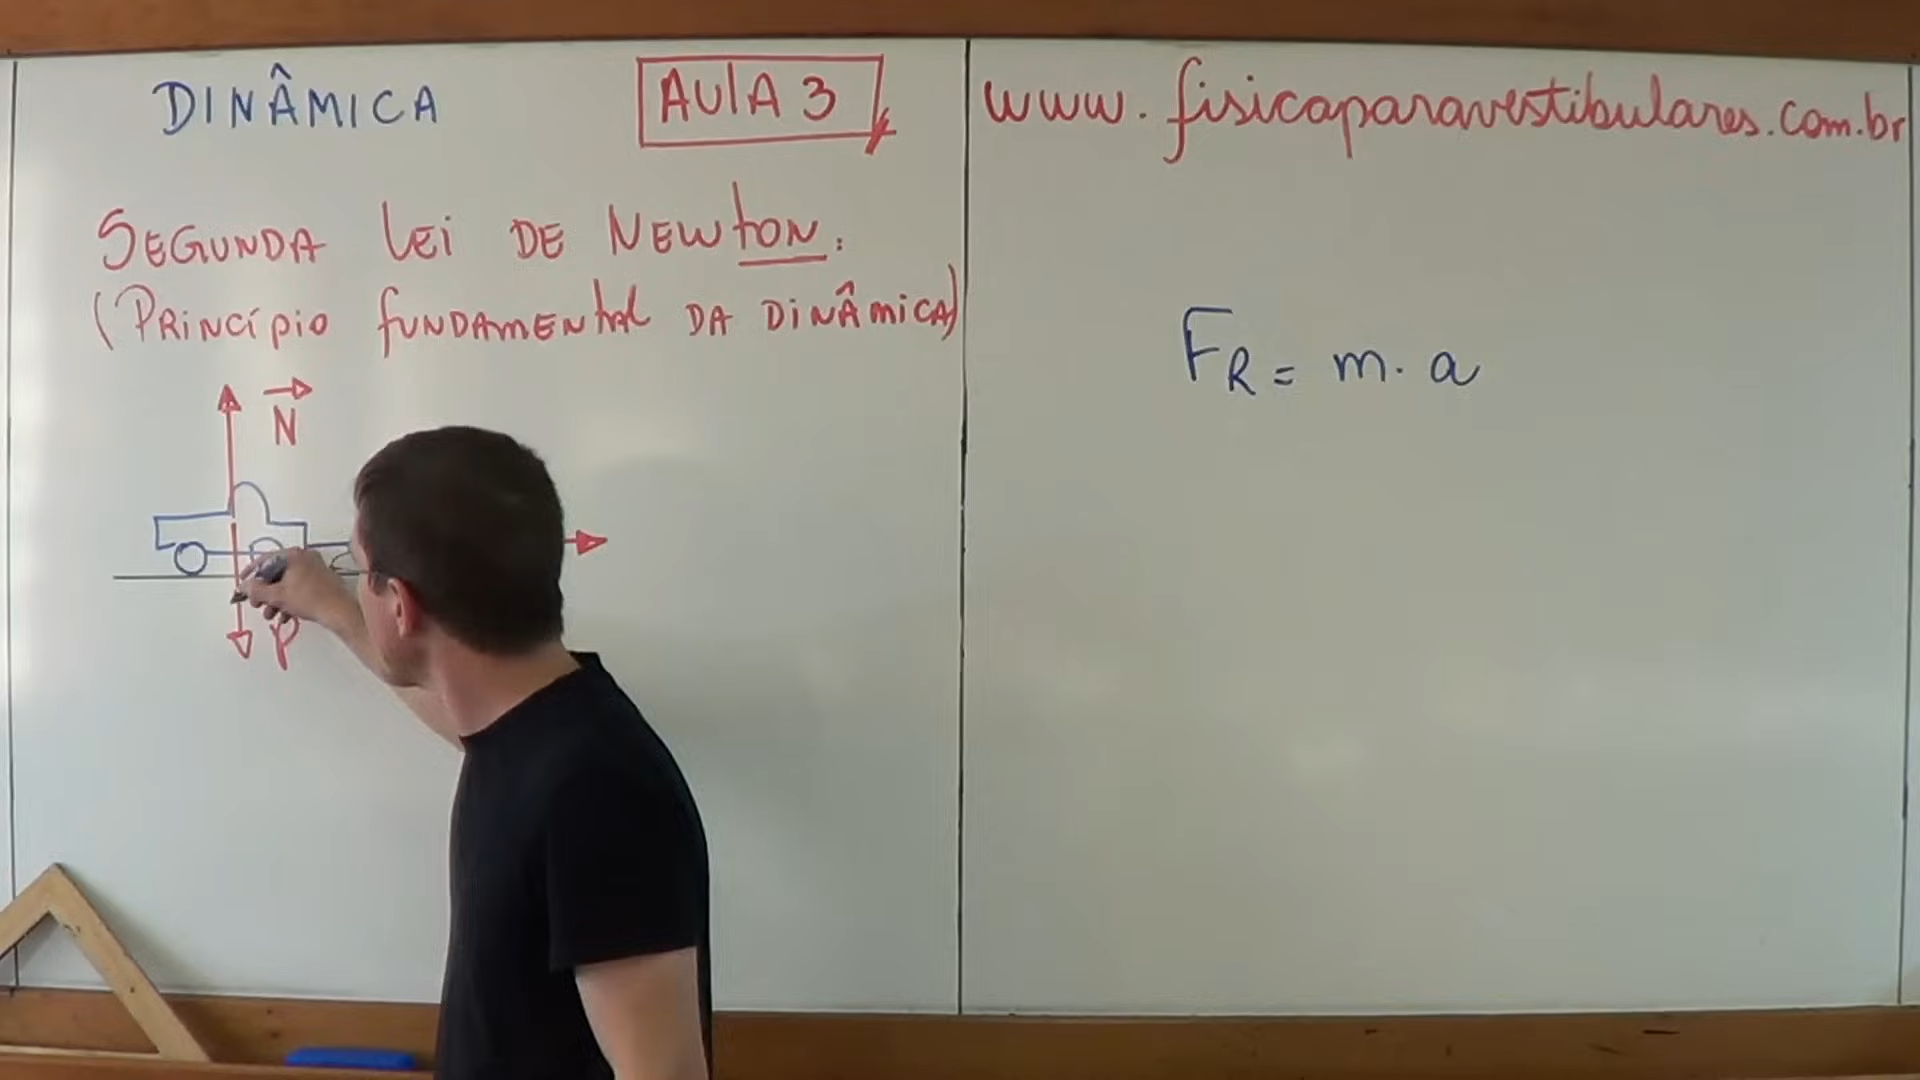 DINÂMICA
AULA 3
www.fisicaparavestibulares.com.br
SEGUNDA LEI DE NEWTON.
(PRINCÍPIO FUNDAMENTAL DA DINÂMICA)
N
P
FR = m. a